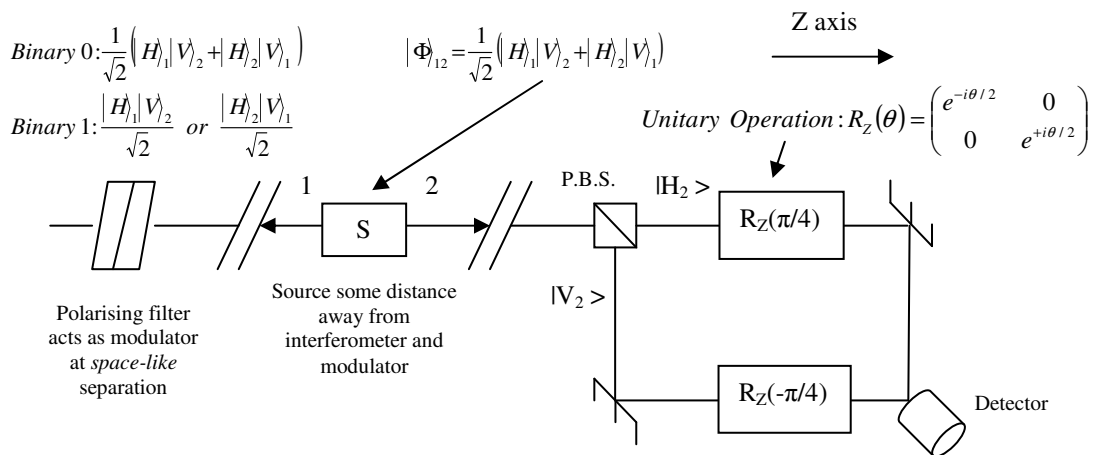 Z axis
Binary 0: 1/√2 (|H⟩₁|V⟩₂+|H⟩₂|V⟩₁)
|Φ⟩₁₂ = 1/√2 (|H⟩₁|V⟩₂+|H⟩₂|V⟩₁)
Binary 1: |H⟩₁|V⟩₂/√2 or |H⟩₂|V⟩₁/√2
Unitary Operation: R_Z(θ) = (e^{-iθ/2} 0
0 e^{+iθ/2})
1
2
P.B.S.
|H₂ >
S
R_Z(π/4)
|V₂ >
Polarising filter
acts as modulator
at space-like
separation
Source some distance
away from
interferometer and
modulator
R_Z(-π/4)
Detector